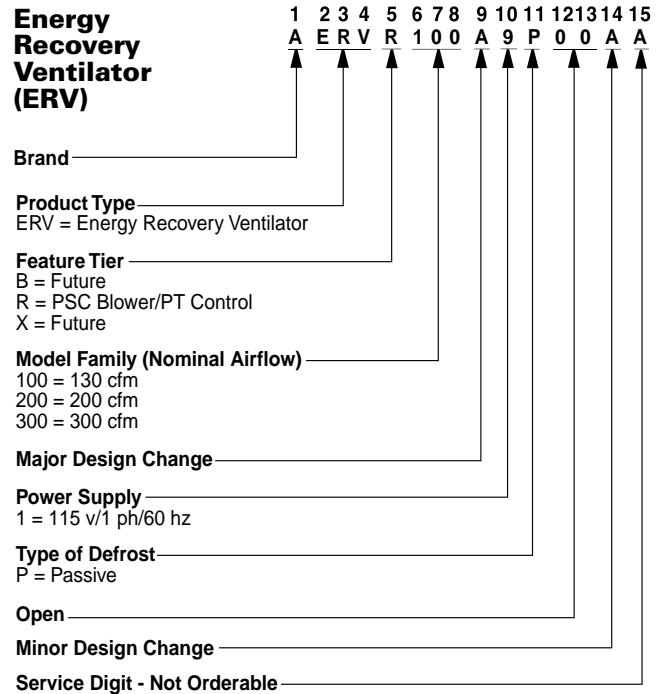 Energy
Recovery
Ventilator
(ERV)
1 2 3 4 5 6 7 8 9 10 11 12 13 14 15
A E R V R 1 0 0 A 9 P 0 0 A A
Brand
Product Type
ERV = Energy Recovery Ventilator
Feature Tier
B = Future
R = PSC Blower/PT Control
X = Future
Model Family (Nominal Airflow)
100 = 130 cfm
200 = 200 cfm
300 = 300 cfm
Major Design Change
Power Supply
1 = 115 v/1 ph/60 hz
Type of Defrost
P = Passive
Open
Minor Design Change
Service Digit - Not Orderable